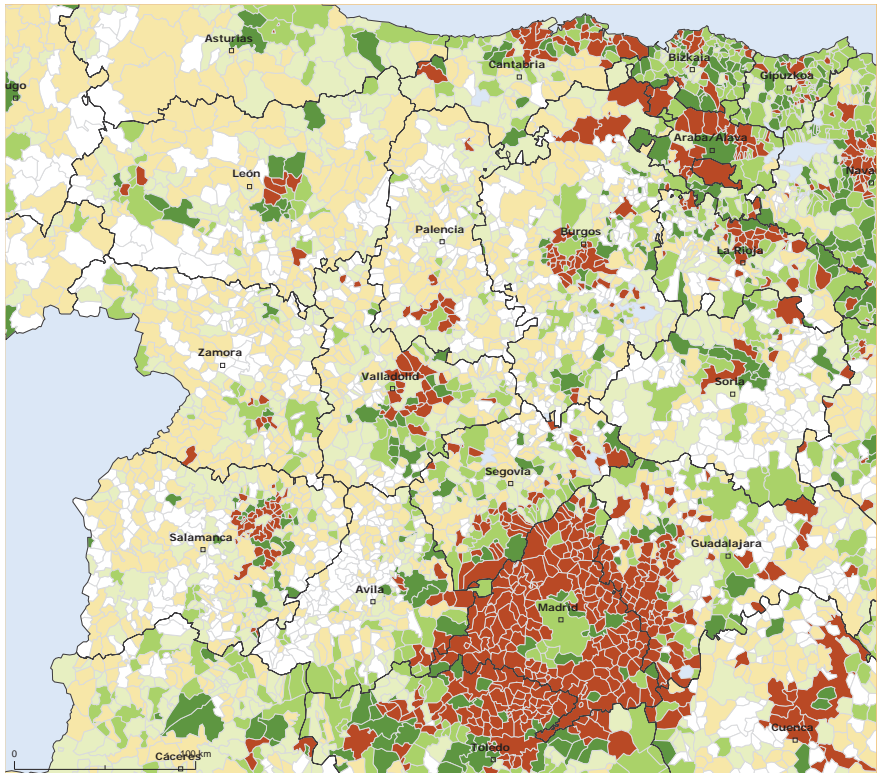 Asturias
Cantabria
Bizkaia
Gipuzkoa
ugo
Araba/Álava
León
Nava
Palencia
Burgos
La Rioja
Zamora
Valladolid
Soria
Segovia
Salamanca
Guadalajara
Avila
Madrid
Cuenca
Toledo
0
100 km
Cáceres